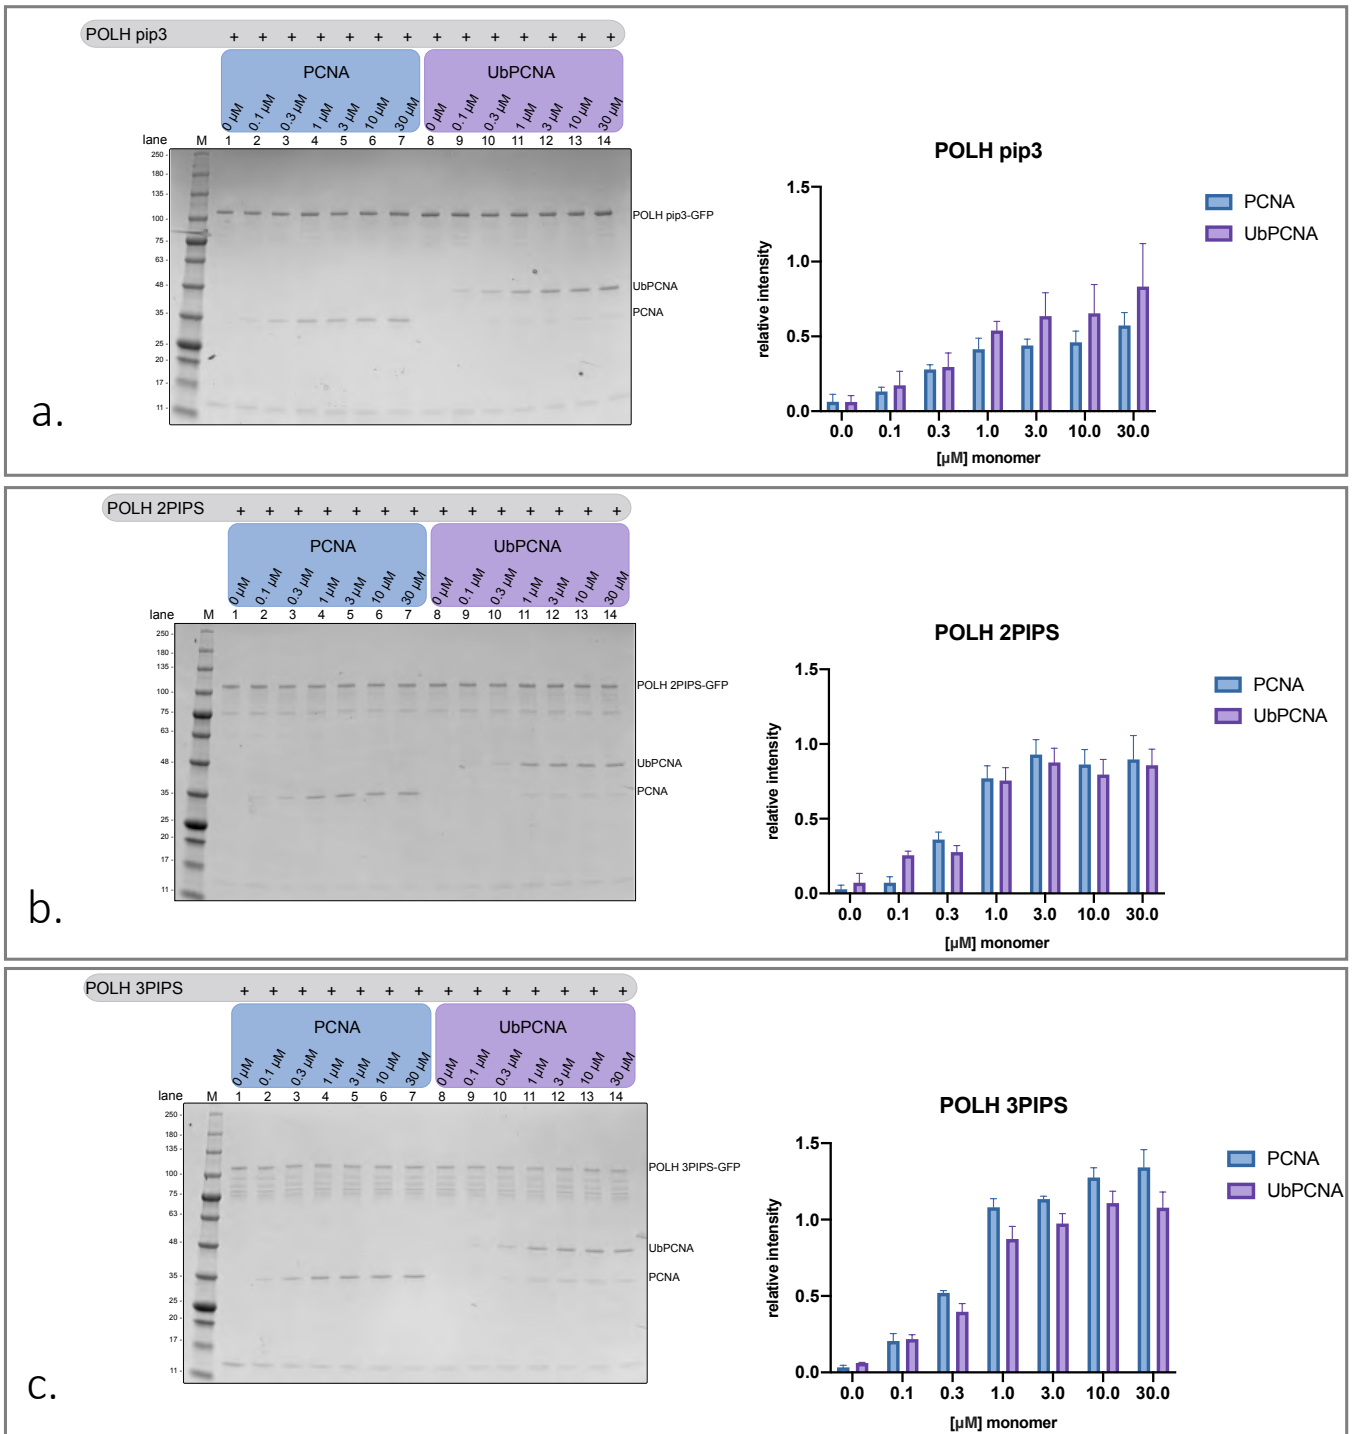 POLH pip3 + + + + + + + + + + + + + +
PCNA UbPCNA
0 µM 0.1 µM 0.3 µM 1 µM 3 µM 10 µM 30 µM 0 µM 0.1 µM 0.3 µM 1 µM 3 µM 10 µM 30 µM
lane M 1 2 3 4 5 6 7 8 9 10 11 12 13 14
250 -
180 -
135 -
100 -
75 -
63 -
48 -
35 -
25 -
20 -
17 -
11 -
POLH pip3-GFP
UbPCNA
PCNA
a.
POLH pip3
relative intensity
1.5
1.0
0.5
0.0
0.0 0.1 0.3 1.0 3.0 10.0 30.0
[µM] monomer
PCNA
UbPCNA
POLH 2PIPS + + + + + + + + + + + + + +
PCNA UbPCNA
0 µM 0.1 µM 0.3 µM 1 µM 3 µM 10 µM 30 µM 0 µM 0.1 µM 0.3 µM 1 µM 3 µM 10 µM 30 µM
lane M 1 2 3 4 5 6 7 8 9 10 11 12 13 14
250 -
180 -
135 -
100 -
75 -
63 -
48 -
35 -
25 -
20 -
17 -
11 -
POLH 2PIPS-GFP
UbPCNA
PCNA
b.
POLH 2PIPS
relative intensity
1.5
1.0
0.5
0.0
0.0 0.1 0.3 1.0 3.0 10.0 30.0
[µM] monomer
PCNA
UbPCNA
POLH 3PIPS + + + + + + + + + + + + + +
PCNA UbPCNA
0 µM 0.1 µM 0.3 µM 1 µM 3 µM 10 µM 30 µM 0 µM 0.1 µM 0.3 µM 1 µM 3 µM 10 µM 30 µM
lane M 1 2 3 4 5 6 7 8 9 10 11 12 13 14
250 -
180 -
135 -
100 -
75 -
63 -
48 -
35 -
25 -
20 -
17 -
11 -
POLH 3PIPS-GFP
UbPCNA
PCNA
c.
POLH 3PIPS
relative intensity
1.5
1.0
0.5
0.0
0.0 0.1 0.3 1.0 3.0 10.0 30.0
[µM] monomer
PCNA
UbPCNA